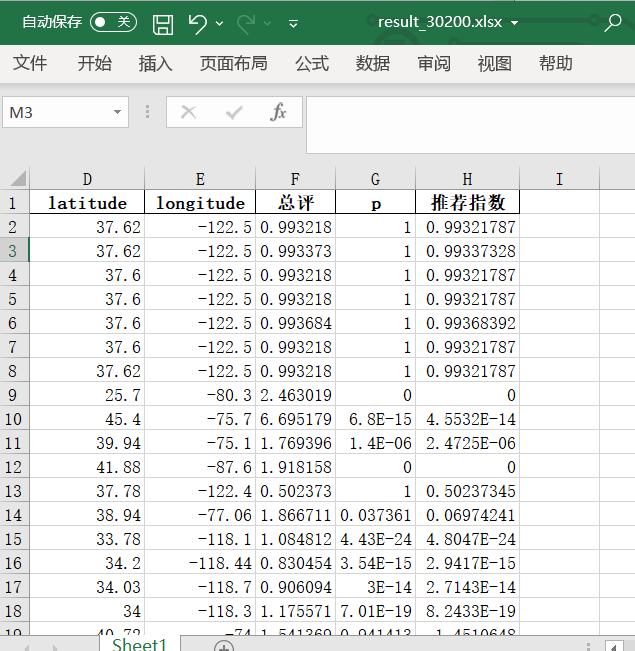 自动保存 关 result_30200.xlsx
文件 开始 插入 页面布局 公式 数据 审阅 视图 帮助
M3 fx
D E F G H I
1 latitude longitude 总评 p 推荐指数
2 37.62 -122.5 0.993218 1 0.99321787
3 37.62 -122.5 0.993373 1 0.99337328
4 37.6 -122.5 0.993218 1 0.99321787
5 37.6 -122.5 0.993218 1 0.99321787
6 37.6 -122.5 0.993684 1 0.99368392
7 37.6 -122.5 0.993218 1 0.99321787
8 37.62 -122.5 0.993218 1 0.99321787
9 25.7 -80.3 2.463019 0 0
10 45.4 -75.7 6.695179 6.8E-15 4.5532E-14
11 39.94 -75.1 1.769396 1.4E-06 2.4725E-06
12 41.88 -87.6 1.918158 0 0
13 37.78 -122.4 0.502373 1 0.50237345
14 38.94 -77.06 1.866711 0.037361 0.06974241
15 33.78 -118.1 1.084812 4.43E-24 4.8047E-24
16 34.2 -118.44 0.830454 3.54E-15 2.9417E-15
17 34.03 -118.7 0.906094 3E-14 2.7143E-14
18 34 -118.3 1.175571 7.01E-19 8.2433E-19
19 40.72 -74 1.541369 0.941413 1.4510648
Sheet1